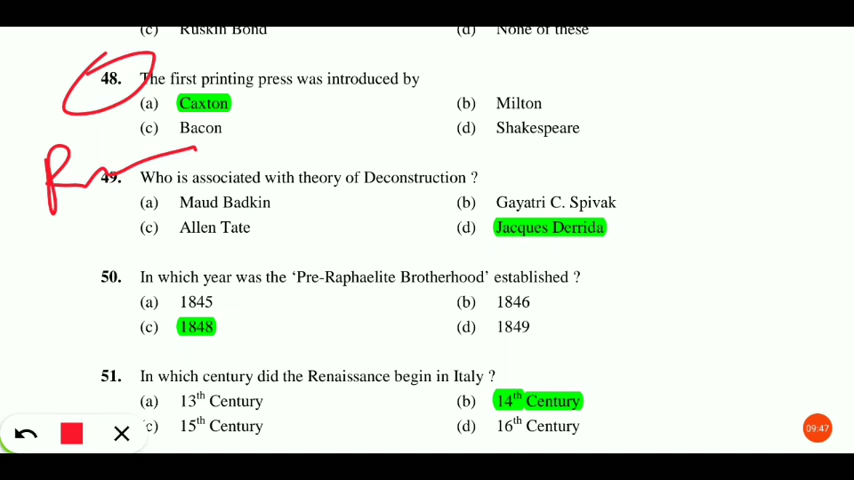 (c) Ruskin Bond (d) None of these
48. The first printing press was introduced by
(a) Caxton (b) Milton
(c) Bacon (d) Shakespeare
49. Who is associated with theory of Deconstruction ?
(a) Maud Badkin (b) Gayatri C. Spivak
(c) Allen Tate (d) Jacques Derrida
50. In which year was the ‘Pre-Raphaelite Brotherhood’ established ?
(a) 1845 (b) 1846
(c) 1848 (d) 1849
51. In which century did the Renaissance begin in Italy ?
(a) 13th Century (b) 14th Century
c) 15th Century (d) 16th Century
09:47